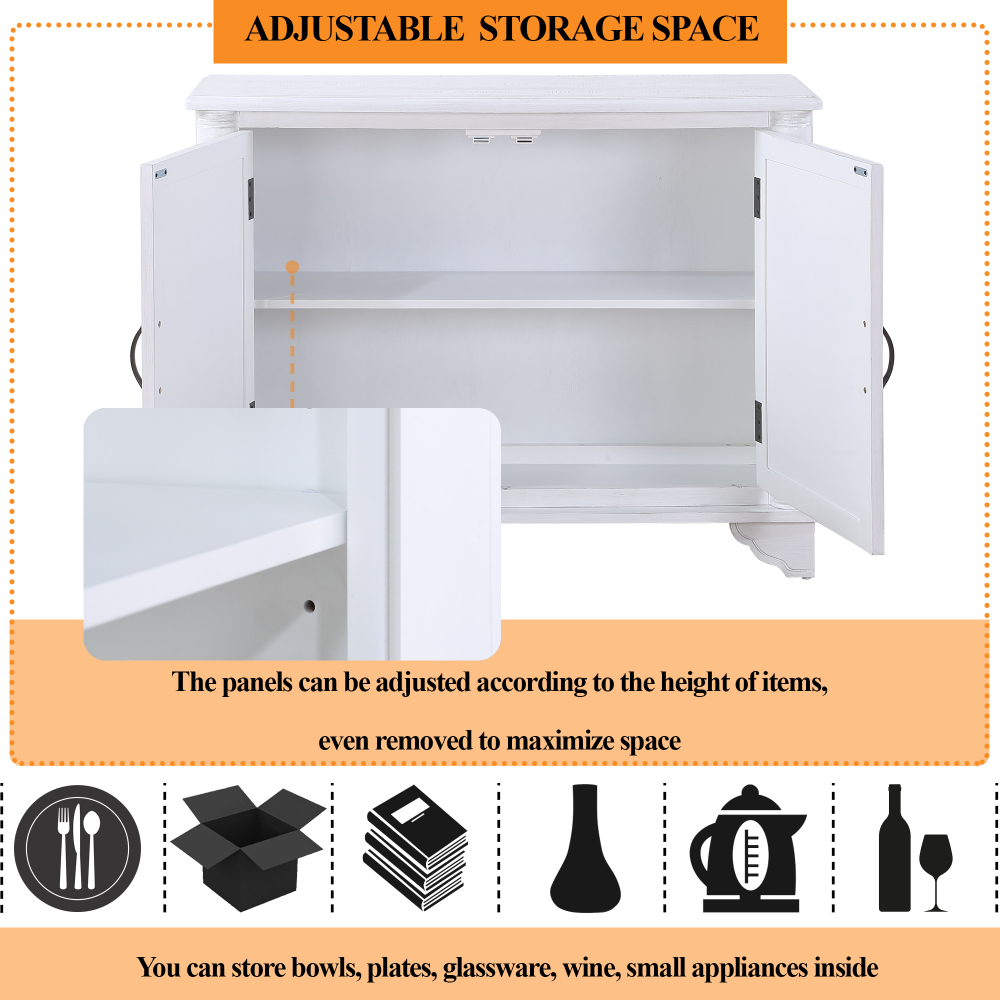 ADJUSTABLE STORAGE SPACE
The panels can be adjusted according to the height of items,
even removed to maximize space
You can store bowls, plates, glassware, wine, small appliances inside